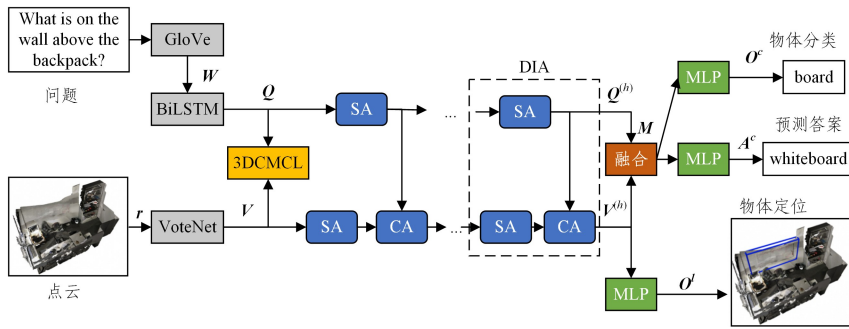 What is on the
wall above the
backpack?
问题
GloVe
W
BiLSTM
Q
SA
...
DIA
SA
Q(h)
M
融合
MLP
O^c
物体分类
board
MLP
A^c
预测答案
whiteboard
3DCMCL
点云
r
VoteNet
V
SA
CA
...
SA
CA
V(h)
MLP
O^l
物体定位